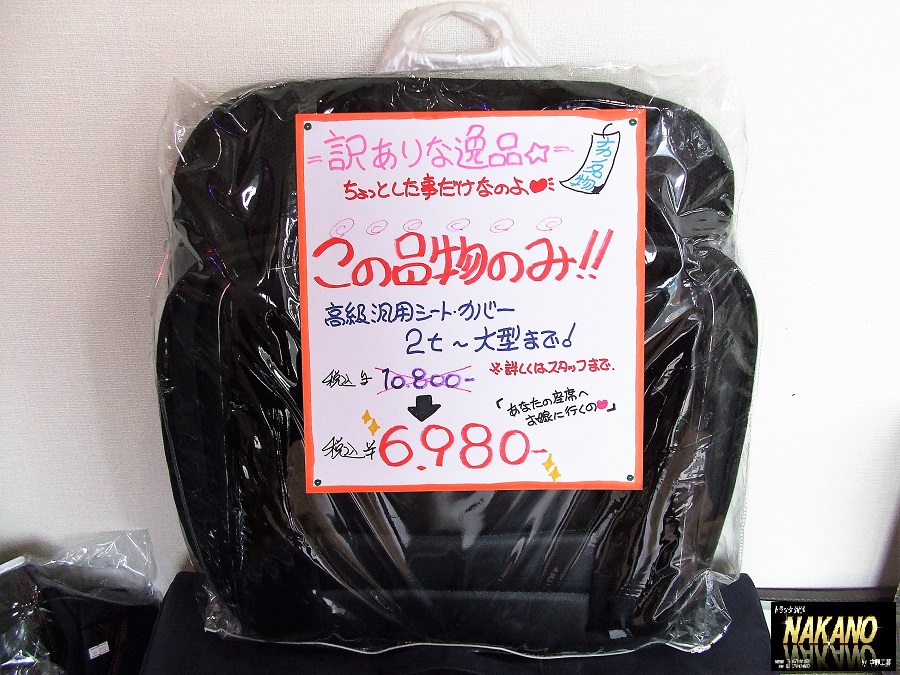 =訳ありな逸品☆=
ちょっとした事だけなのよ♥
この品物のみ!!
高級汎用シート・カバー
2t～大型まで♪
※詳しくはスタッフまで.
税込 ¥ 10.800-
「あなたの座席へ
お嫁に行くの♥」
税込 ¥ 6.980-
NAKANO